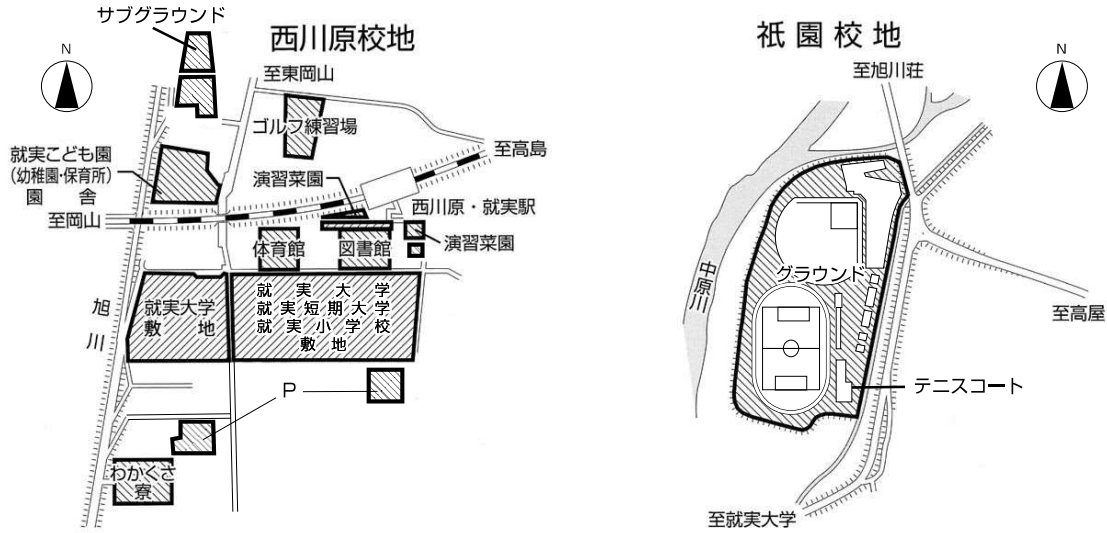 サブグラウンド
西川原校地
N
至東岡山
ゴルフ練習場
至高島
就実こども園
(幼稚園・保育所)
園　舎
演習菜園
至岡山
西川原・就実駅
体育館
図書館
演習菜園
旭川
就実大学
敷　地
就実大学
就実短期大学
就実小学校
敷地
P
わかくさ
寮
祇園校地
至旭川荘
N
中原川
グラウンド
至高屋
テニスコート
至就実大学